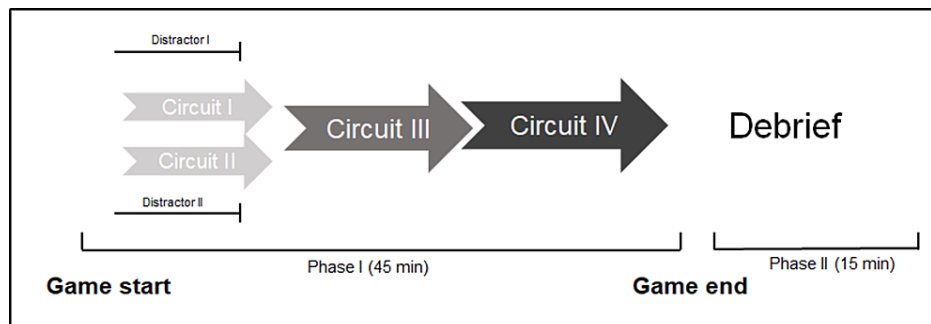 Distractor I
Circuit I
Circuit II
Circuit III
Circuit IV
Debrief
Distractor II
Phase I (45 min)
Phase II (15 min)
Game start
Game end